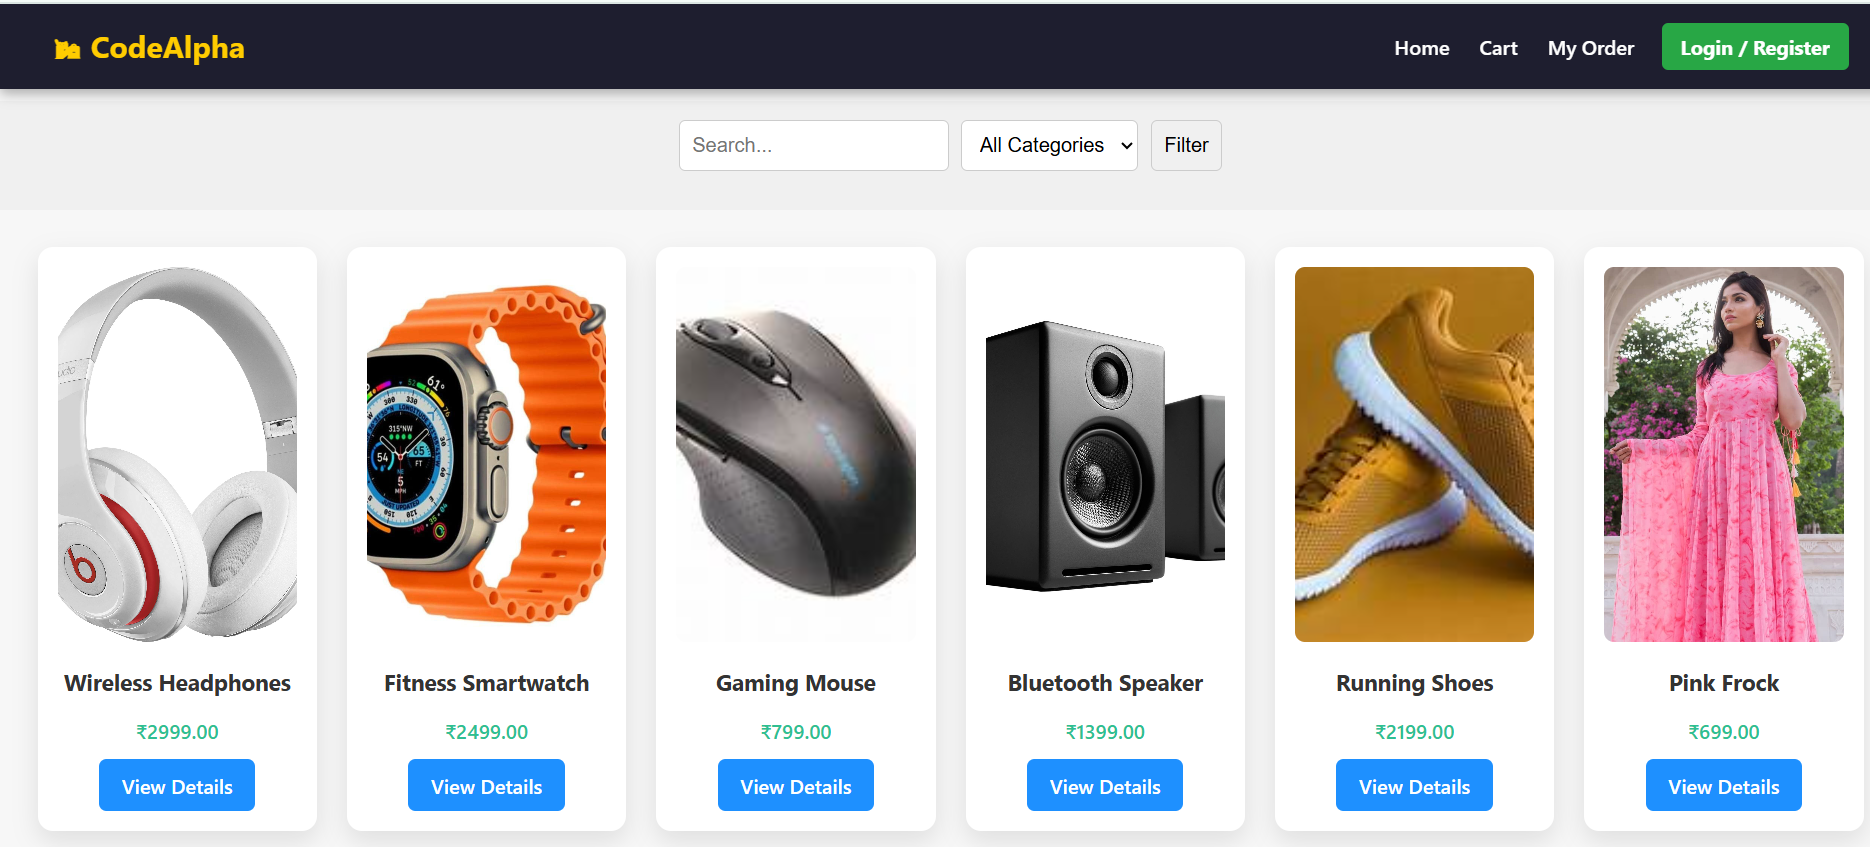 CodeAlpha
Home Cart My Order Login / Register
Search... All Categories Filter
Wireless Headphones
₹2999.00
View Details
Fitness Smartwatch
₹2499.00
View Details
Gaming Mouse
₹799.00
View Details
Bluetooth Speaker
₹1399.00
View Details
Running Shoes
₹2199.00
View Details
Pink Frock
₹699.00
View Details